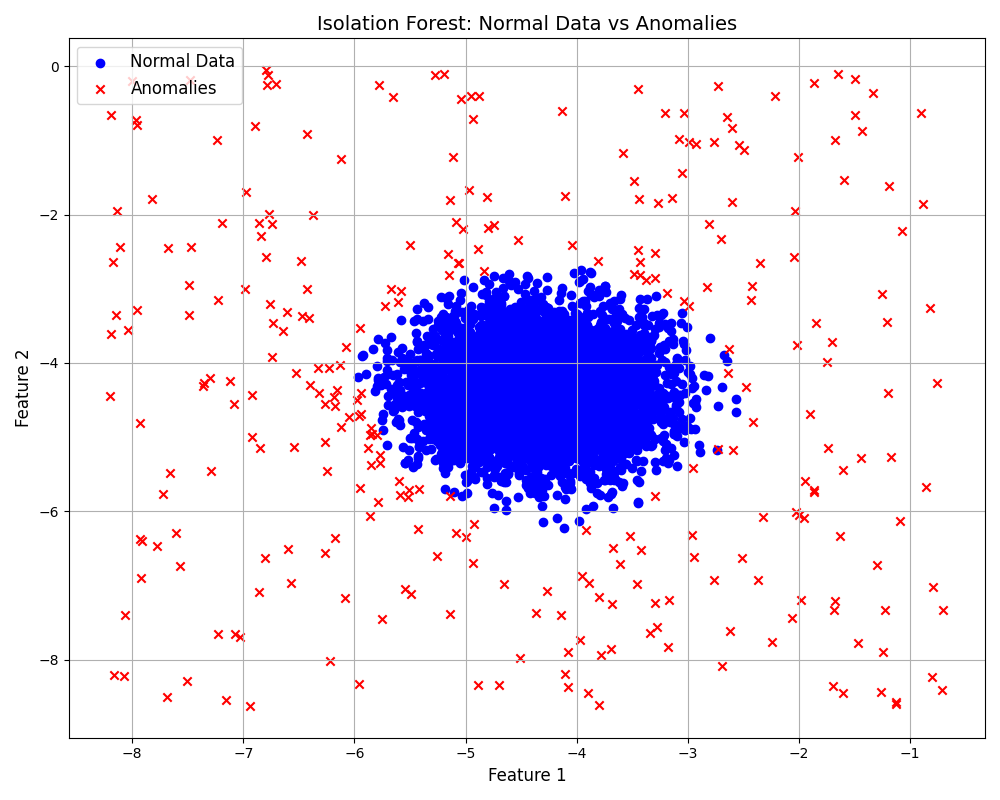 Isolation Forest: Normal Data vs Anomalies
Normal Data
Anomalies
0
−2
−4
−6
−8
Feature 2
−8 −7 −6 −5 −4 −3 −2 −1
Feature 1